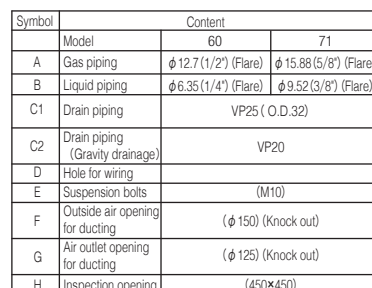 Symbol Content
Model 60 71
A Gas piping ϕ12.7(1/2") (Flare) ϕ15.88(5/8") (Flare)
B Liquid piping ϕ6.35(1/4") (Flare) ϕ9.52(3/8") (Flare)
C1 Drain piping VP25 ( O.D.32)
C2 Drain piping (Gravity drainage) VP20
D Hole for wiring
E Suspension bolts (M10)
F Outside air opening for ducting (ϕ150) (Knock out)
G Air outlet opening for ducting (ϕ125) (Knock out)
H Inspection opening (450×450)